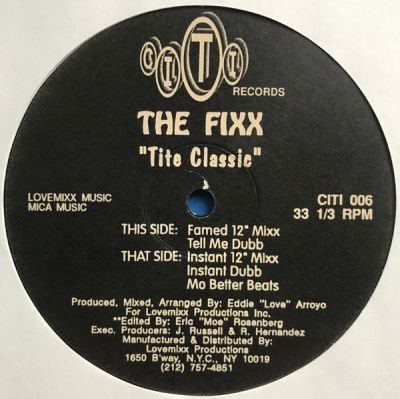 CITI
RECORDS
THE FIXX
"Tite Classic"
LOVEMIXX MUSIC
MICA MUSIC
CITI 006
33 1/3 RPM
THIS SIDE: Famed 12" Mixx
Tell Me Dubb
THAT SIDE: Instant 12" Mixx
Instant Dubb
Mo Better Beats
Produced, Mixed, Arranged By: Eddie "Love" Arroyo
For Lovemixx Productions Inc.
**Edited By: Eric "Moe" Rosenberg
Exec. Producers: J. Russell & R. Hernandez
Manufactured & Distributed By:
Lovemixx Productions
1650 B'way, N.Y.C., NY 10019
(212) 757-4851